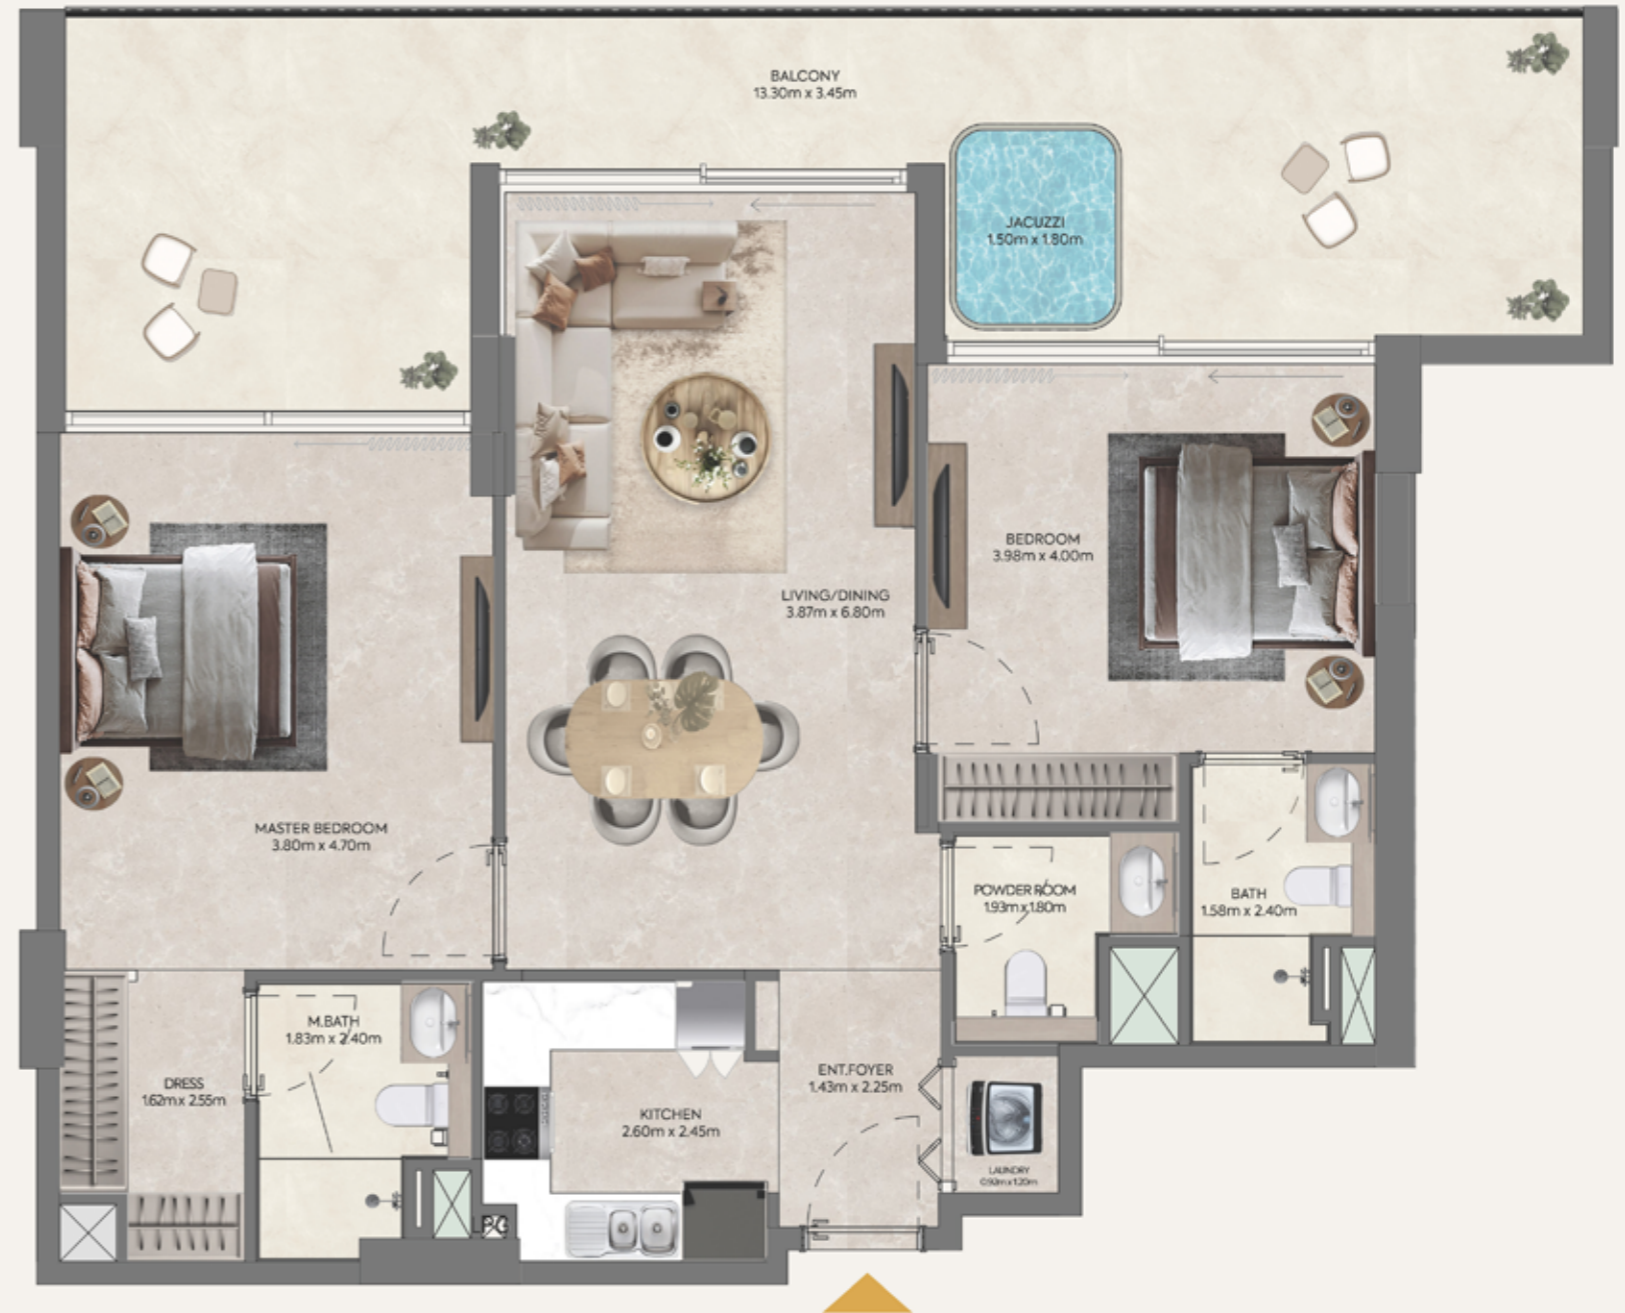 BALCONY
13.30m x 3.45m
JACUZZI
1.50m x 1.80m
BEDROOM
3.98m x 4.00m
LIVING/DINING
3.87m x 6.80m
MASTER BEDROOM
3.80m x 4.70m
POWDER ROOM
1.93m x 1.80m
BATH
1.58m x 2.40m
M.BATH
1.83m x 2.40m
DRESS
1.62m x 2.55m
ENT.FOYER
1.43m x 2.25m
KITCHEN
2.60m x 2.45m
LAUNDRY